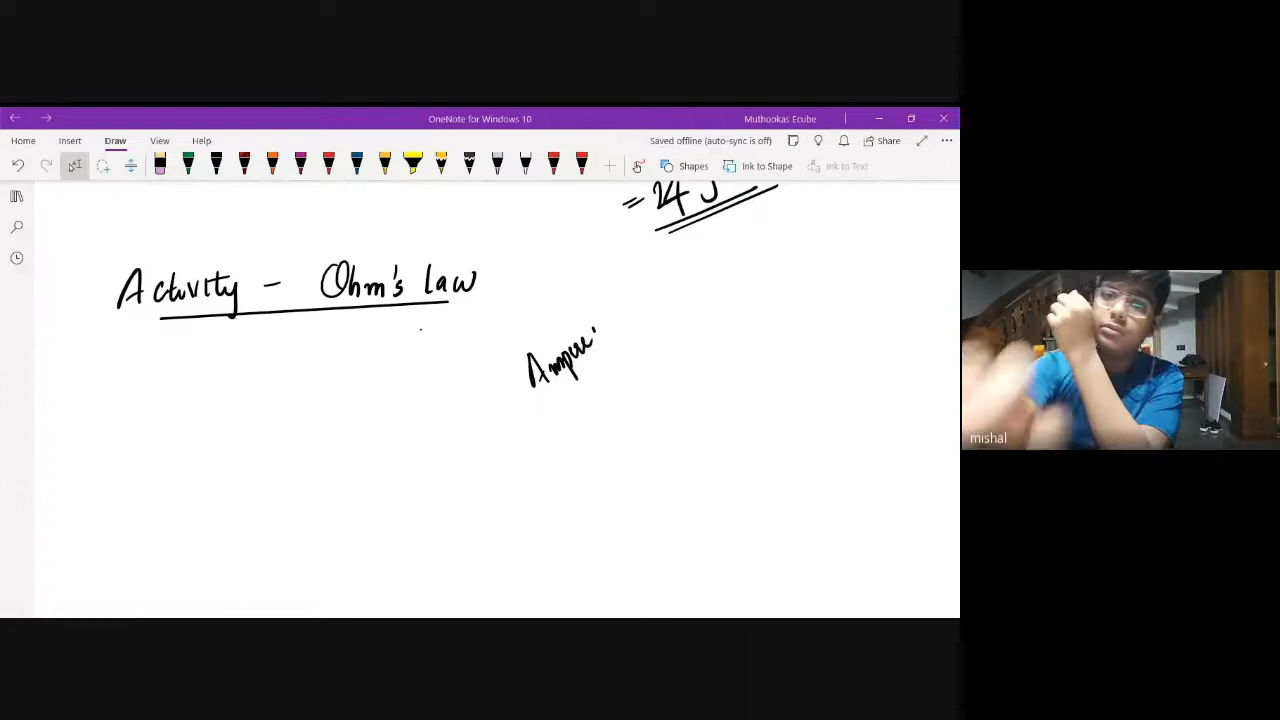 OneNote for Windows 10
Muthookas Ecube
Home Insert Draw View Help
Saved offline (auto-sync is off)
Share
Shapes
Ink to Shape
Ink to Text
= 24 J
Activity - Ohm's law
Ampere
mishal